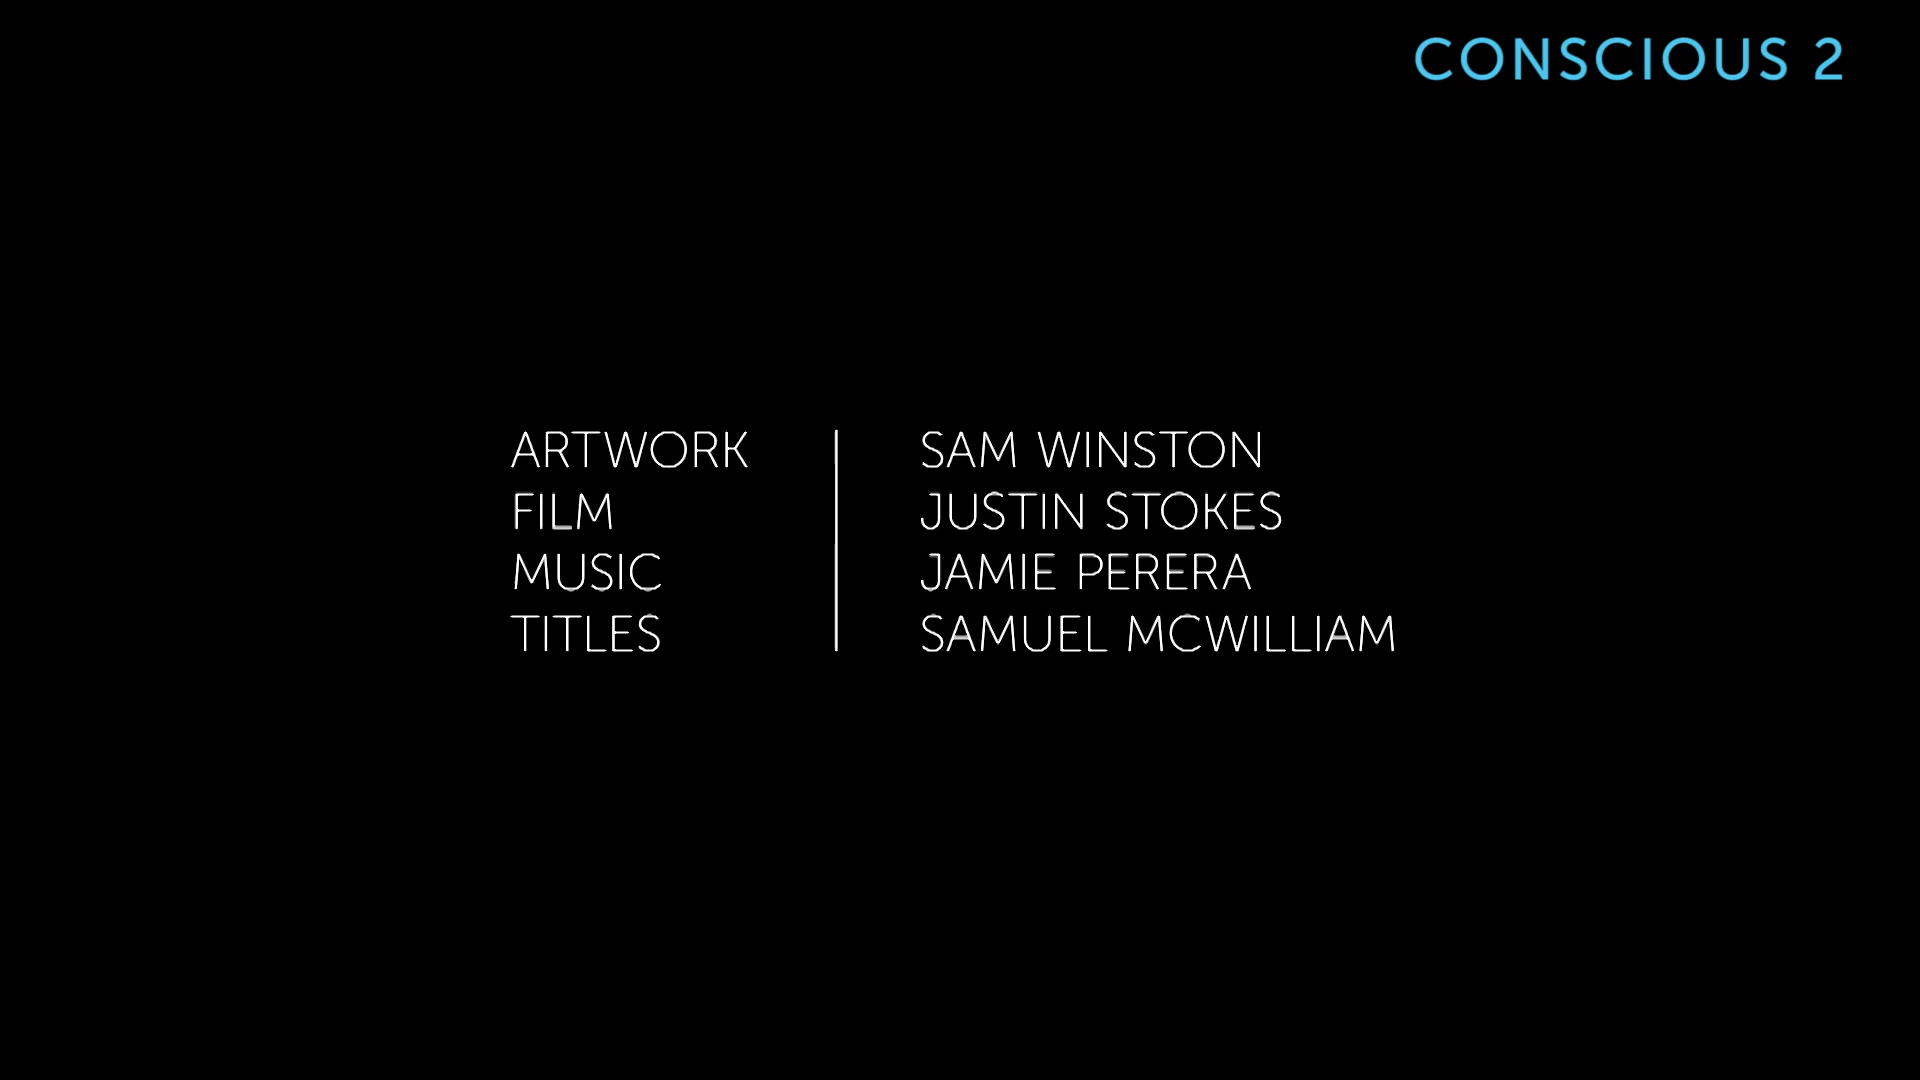 CONSCIOUS 2
ARTWORK SAM WINSTON
FILM JUSTIN STOKES
MUSIC JAMIE PERERA
TITLES SAMUEL MCWILLIAM